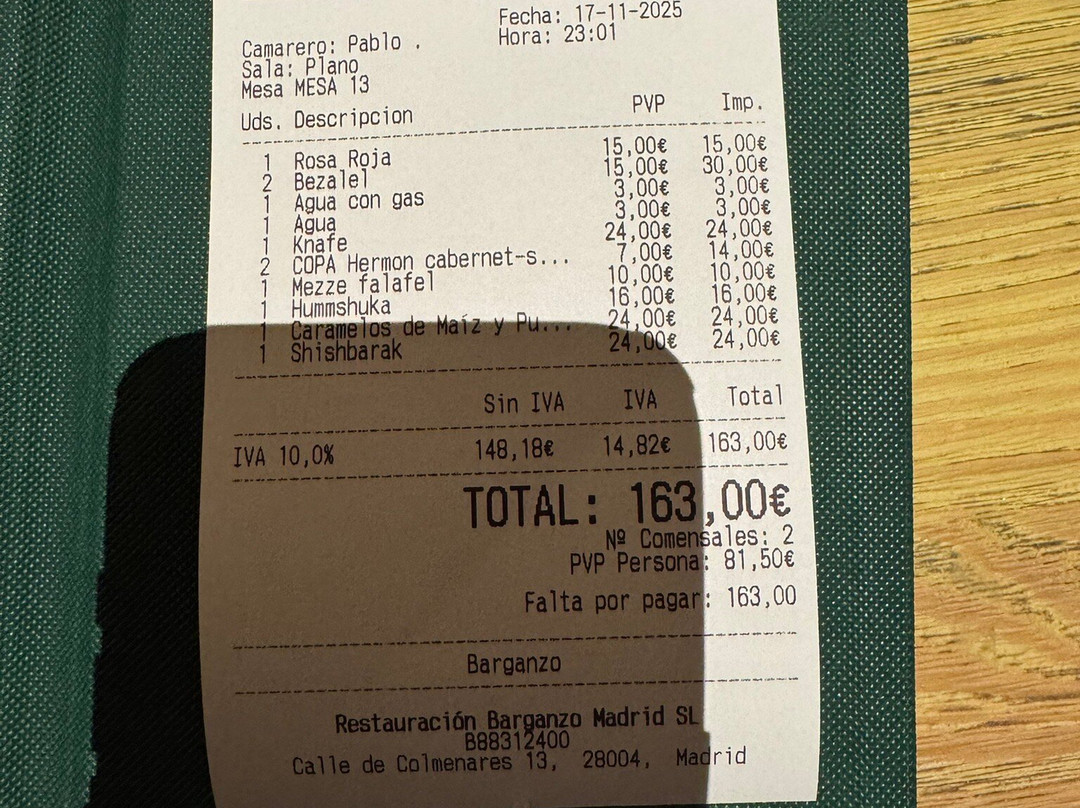 Fecha: 17-11-2025
Camarero: Pablo . Hora: 23:01
Sala: Plano
Mesa MESA 13
Uds. Descripcion PVP Imp.
1 Rosa Roja 15,00€ 15,00€
2 Bezalel 15,00€ 30,00€
1 Agua con gas 3,00€ 3,00€
1 Agua 3,00€ 3,00€
1 Knafe 24,00€ 24,00€
2 COPA Hermon cabernet-s... 7,00€ 14,00€
1 Mezze falafel 10,00€ 10,00€
1 Hummshuka 16,00€ 16,00€
1 Caramelos de Maíz y Pu... 24,00€ 24,00€
1 Shishbarak 24,00€ 24,00€
Sin IVA IVA Total
IVA 10,0% 148,18€ 14,82€ 163,00€
TOTAL: 163,00€
Nº Comensales: 2
PVP Persona: 81,50€
Falta por pagar: 163,00
Barganzo
Restauración Barganzo Madrid SL
B88312400
Calle de Colmenares 13, 28004, Madrid